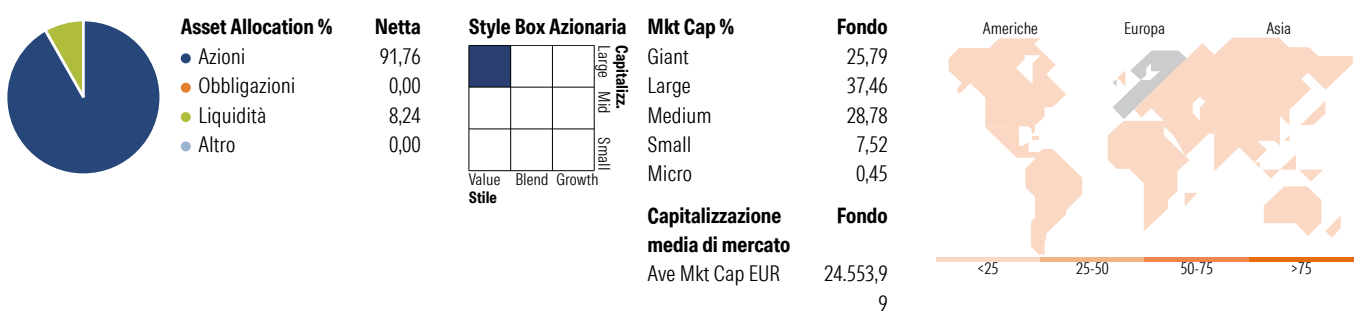 Asset Allocation % Netta
Azioni 91,76
Obbligazioni 0,00
Liquidità 8,24
Altro 0,00
Style Box Azionaria
Capitalizz.
Large Mid Small
Value Blend Growth
Stile
Mkt Cap % Fondo
Giant 25,79
Large 37,46
Medium 28,78
Small 7,52
Micro 0,45
Capitalizzazione Fondo
media di mercato
Ave Mkt Cap EUR 24.553,9
9
Americhe Europa Asia
<25 25-50 50-75 >75